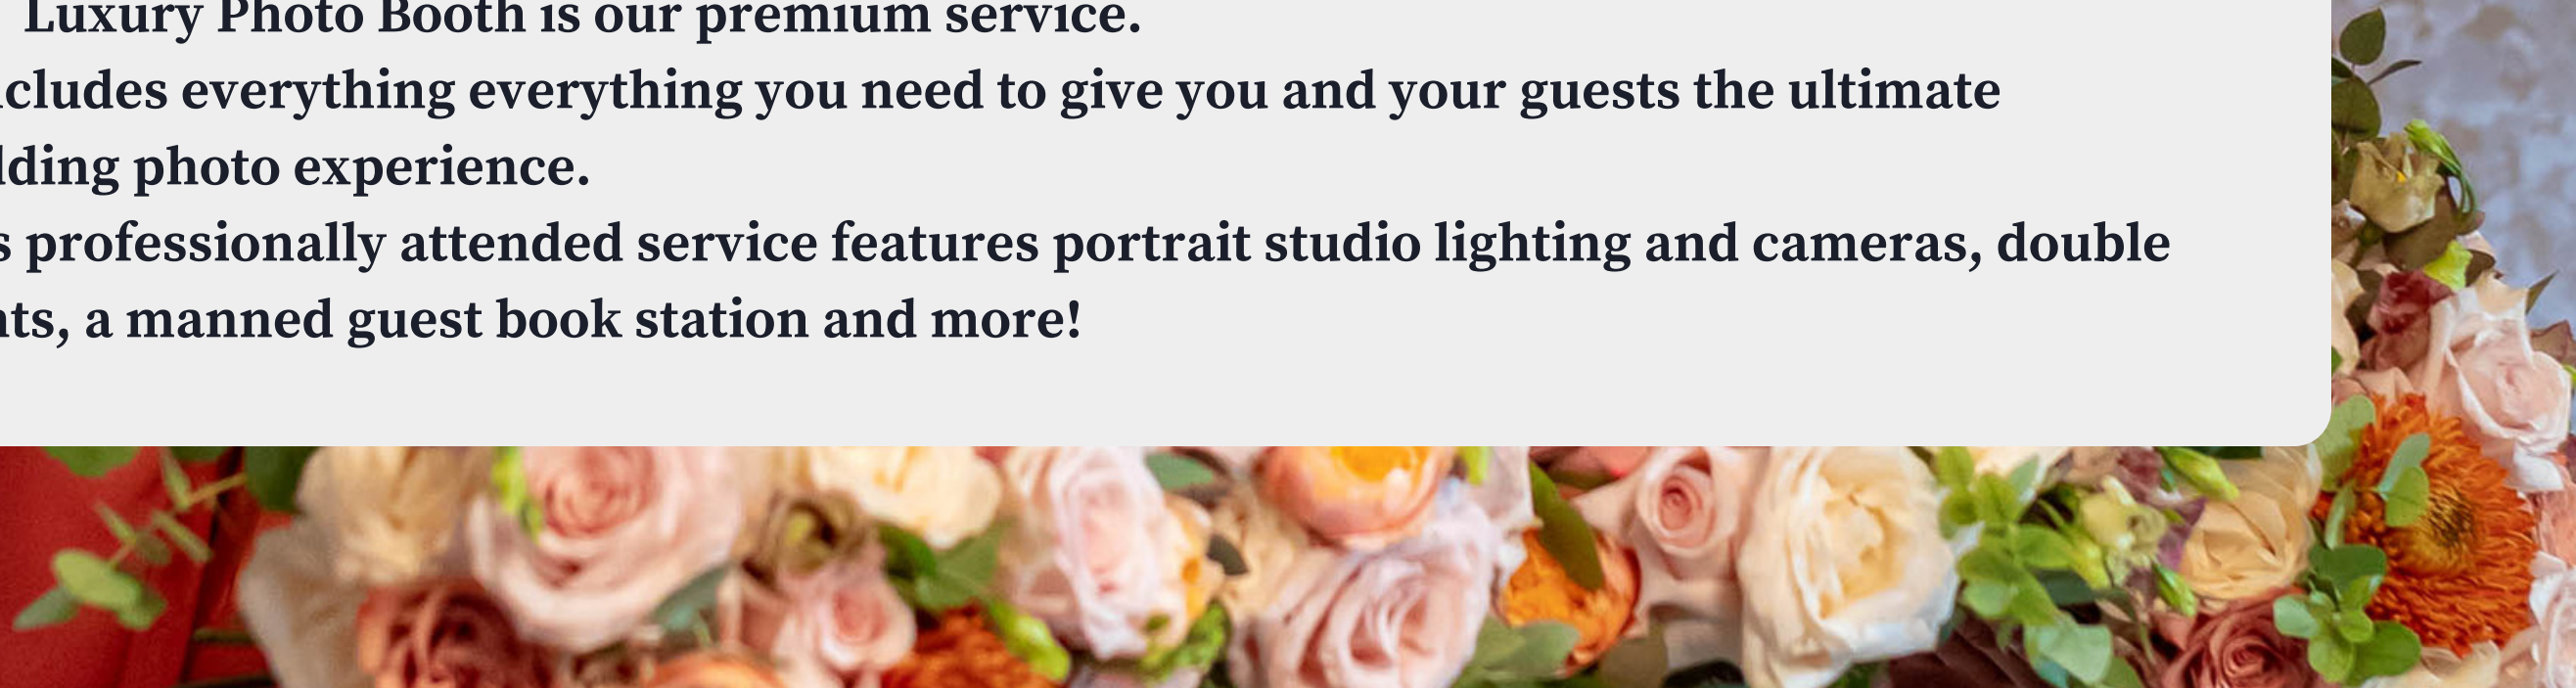 Luxury Photo Booth is our premium service.
cludes everything everything you need to give you and your guests the ultimate
dding photo experience.
s professionally attended service features portrait studio lighting and cameras, double
nts, a manned guest book station and more!